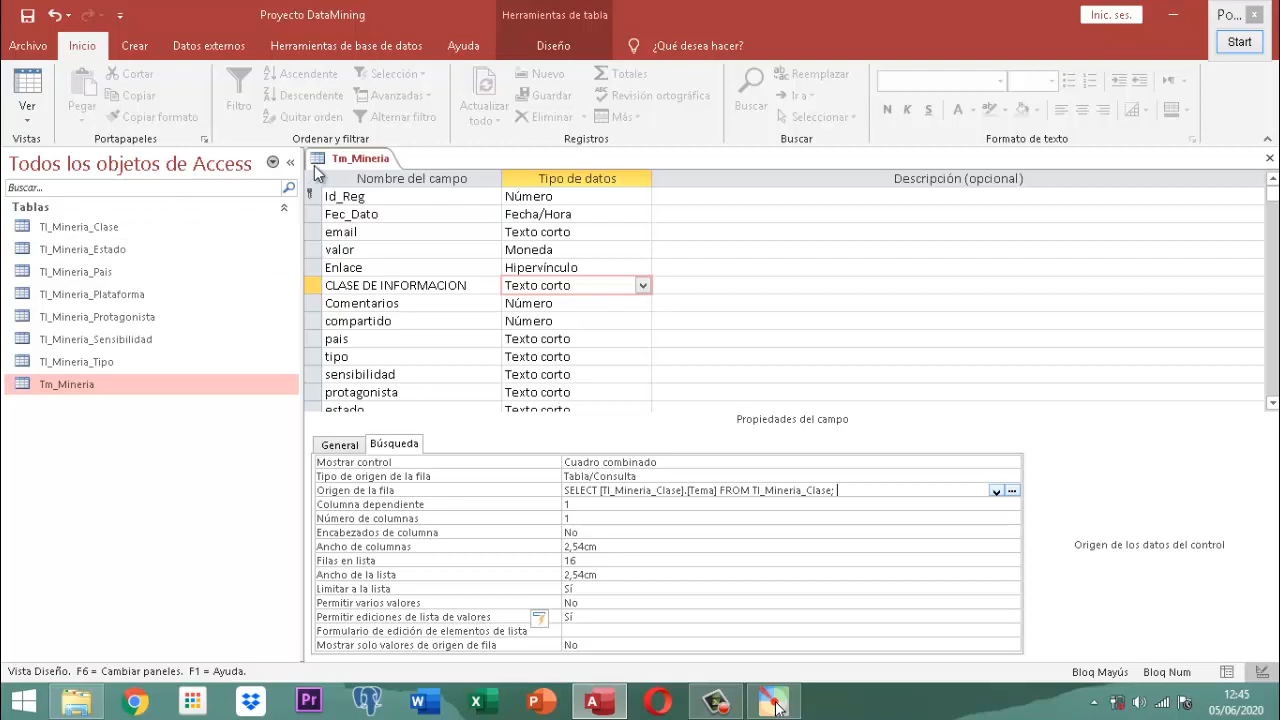 Proyecto DataMining
Herramientas de tabla
Inic. ses.
Po...
Start
Archivo
Inicio
Crear
Datos externos
Herramientas de base de datos
Ayuda
Diseño
¿Qué desea hacer?
Ver
Vistas
Pegar
Cortar
Copiar
Copiar formato
Portapapeles
Filtro
Ascendente
Descendente
Quitar orden
Selección
Avanzadas
Alternar filtro
Ordenar y filtrar
Actualizar todo
Nuevo
Guardar
Eliminar
Totales
Revisión ortográfica
Más
Registros
Buscar
Reemplazar
Ir a
Seleccionar
Buscar
N K S
A
Formato de texto
Todos los objetos de Access
Buscar...
Tablas
Tl_Mineria_Clase
Tl_Mineria_Estado
Tl_Mineria_Pais
Tl_Mineria_Plataforma
Tl_Mineria_Protagonista
Tl_Mineria_Sensibilidad
Tl_Mineria_Tipo
Tm_Mineria
Tm_Mineria
Nombre del campo Tipo de datos Descripción (opcional)
Id_Reg Número
Fec_Dato Fecha/Hora
email Texto corto
valor Moneda
Enlace Hipervínculo
CLASE DE INFORMACION Texto corto
Comentarios Número
compartido Número
pais Texto corto
tipo Texto corto
sensibilidad Texto corto
protagonista Texto corto
estado Texto corto
Propiedades del campo
General Búsqueda
Mostrar control Cuadro combinado
Tipo de origen de la fila Tabla/Consulta
Origen de la fila SELECT [Tl_Mineria_Clase].[Tema] FROM Tl_Mineria_Clase;
Columna dependiente 1
Número de columnas 1
Encabezados de columna No
Ancho de columnas 2,54cm
Filas en lista 16
Ancho de la lista 2,54cm
Limitar a la lista Sí
Permitir varios valores No
Permitir ediciones de lista de valores Sí
Formulario de edición de elementos de lista
Mostrar solo valores de origen de fila No
Origen de los datos del control
Vista Diseño. F6 = Cambiar paneles. F1 = Ayuda.
Bloq Mayús Bloq Num
Pr
12:45
05/06/2020